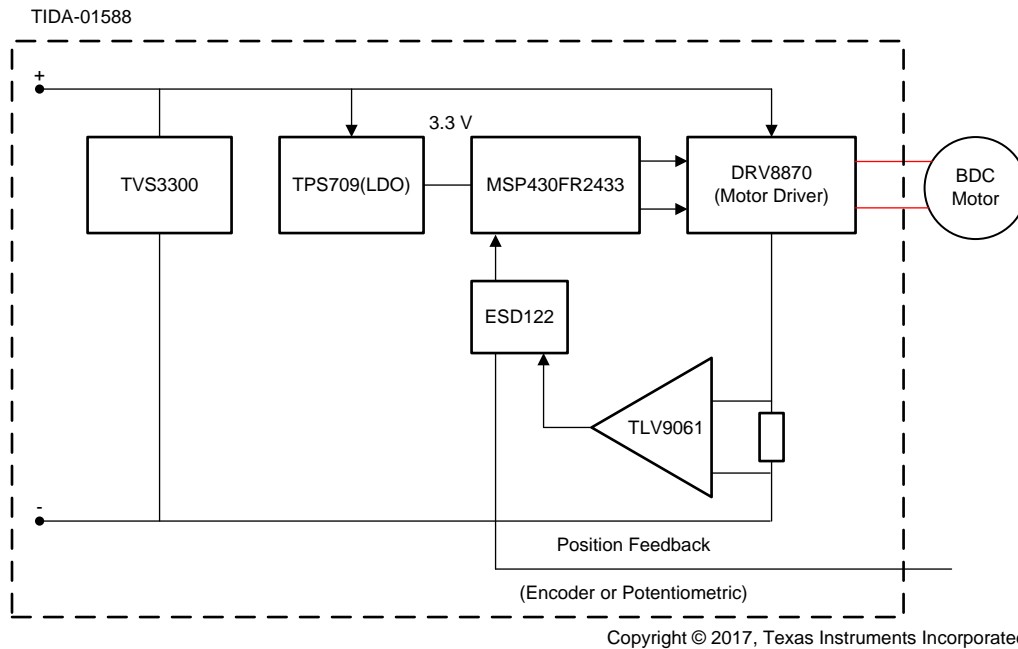 TIDA-01588
+
3.3 V
TVS3300
TPS709(LDO)
MSP430FR2433
DRV8870
(Motor Driver)
BDC
Motor
ESD122
TLV9061
-
Position Feedback
(Encoder or Potentiometric)
Copyright © 2017, Texas Instruments Incorporated